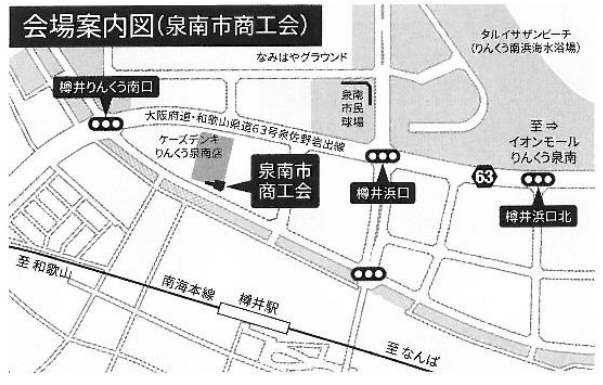 会場案内図(泉南市商工会)
タルイサザンビーチ
(りんくう南浜海水浴場)
なみはやグラウンド
樽井りんくう南口
泉南
市民
球場
大阪府道・和歌山県道63号泉佐野岩出線
至⇒
イオンモール
りんくう泉南
ケーズデンキ
りんくう泉南店
泉南市
商工会
樽井浜口
63
樽井浜口北
至 和歌山
南海本線
樽井駅
至 なんば